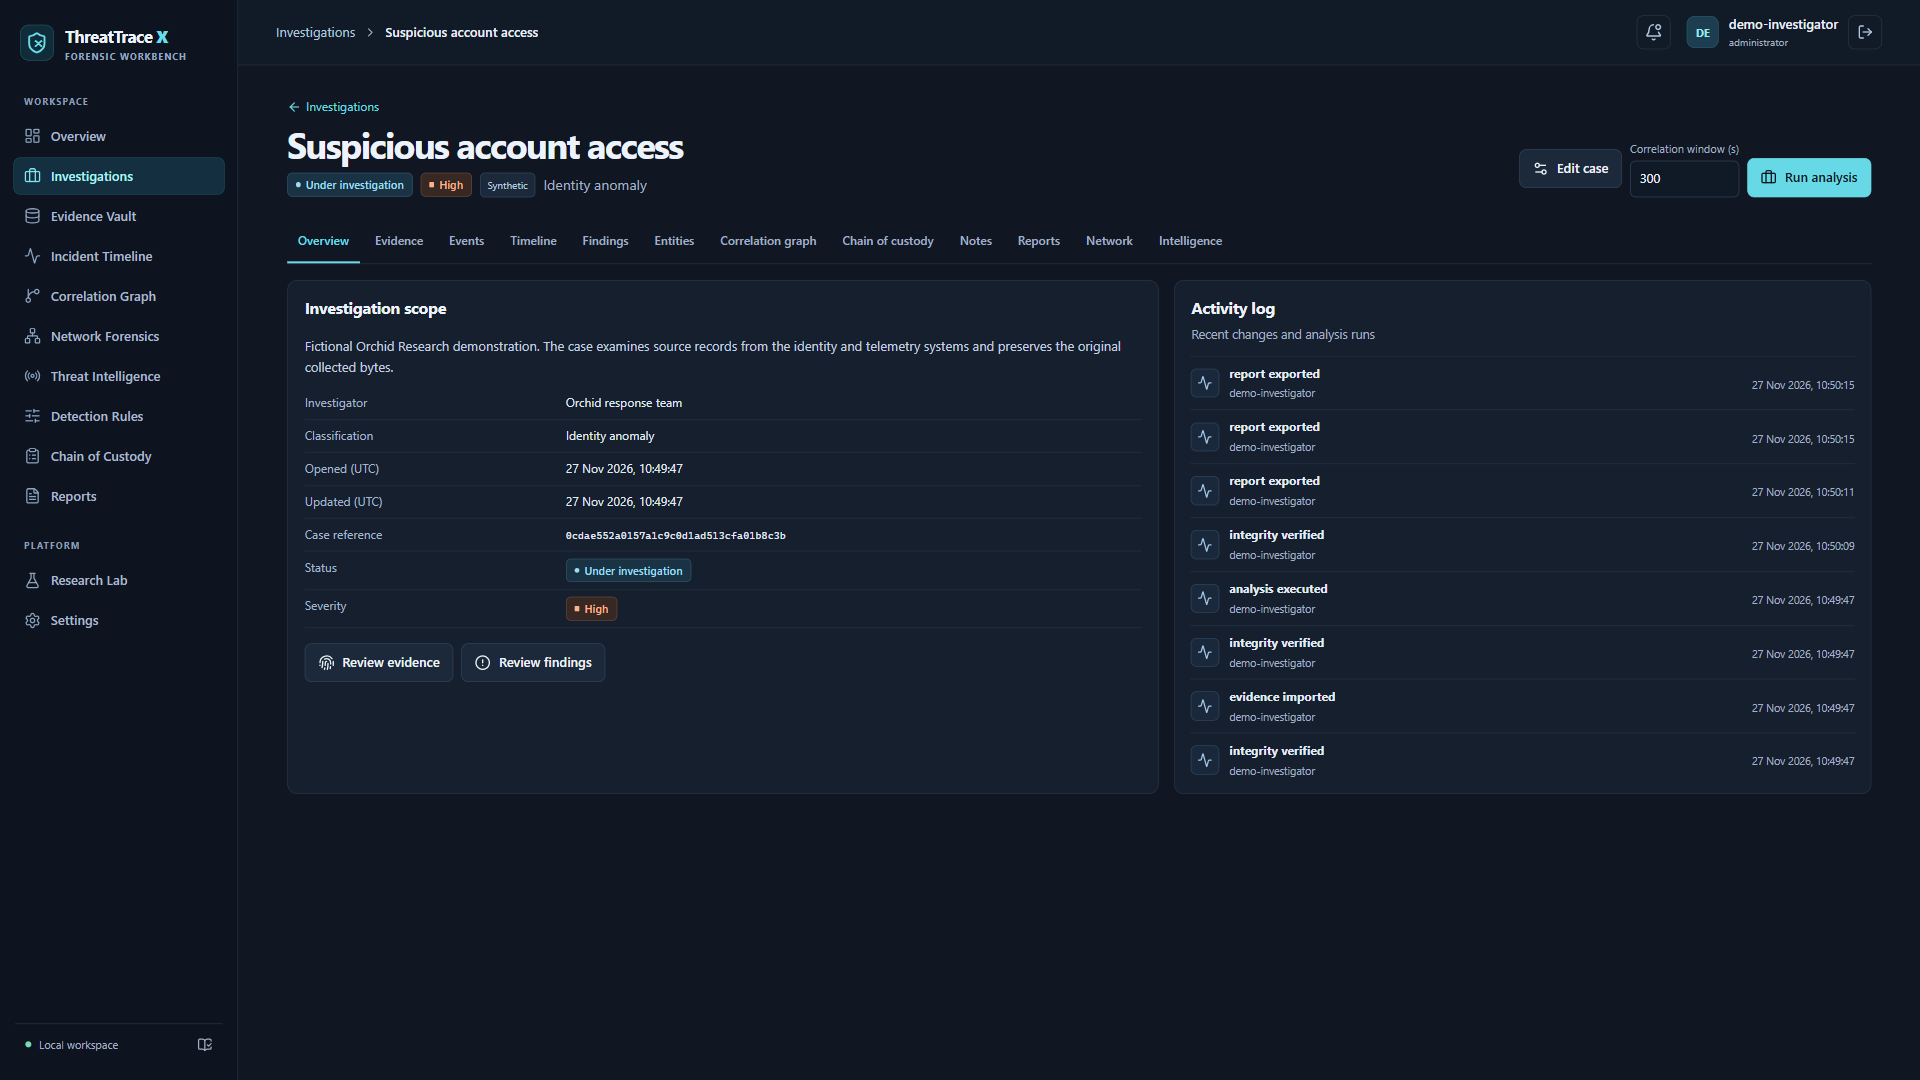 ThreatTrace X
FORENSIC WORKBENCH
WORKSPACE
Overview
Investigations
Evidence Vault
Incident Timeline
Correlation Graph
Network Forensics
Threat Intelligence
Detection Rules
Chain of Custody
Reports
PLATFORM
Research Lab
Settings
Local workspace
Investigations > Suspicious account access
DE
demo-investigator
administrator
← Investigations
Suspicious account access
Under investigation High Synthetic Identity anomaly
Edit case
Correlation window (s)
300
Run analysis
Overview Evidence Events Timeline Findings Entities Correlation graph Chain of custody Notes Reports Network Intelligence
Investigation scope
Fictional Orchid Research demonstration. The case examines source records from the identity and telemetry systems and preserves the original
collected bytes.
Investigator Orchid response team
Classification Identity anomaly
Opened (UTC) 27 Nov 2026, 10:49:47
Updated (UTC) 27 Nov 2026, 10:49:47
Case reference 0cdae552a0157a1c9c0d1ad513cfa01b8c3b
Status Under investigation
Severity High
Review evidence Review findings
Activity log
Recent changes and analysis runs
report exported
demo-investigator
27 Nov 2026, 10:50:15
report exported
demo-investigator
27 Nov 2026, 10:50:15
report exported
demo-investigator
27 Nov 2026, 10:50:11
integrity verified
demo-investigator
27 Nov 2026, 10:50:09
analysis executed
demo-investigator
27 Nov 2026, 10:49:47
integrity verified
demo-investigator
27 Nov 2026, 10:49:47
evidence imported
demo-investigator
27 Nov 2026, 10:49:47
integrity verified
demo-investigator
27 Nov 2026, 10:49:47